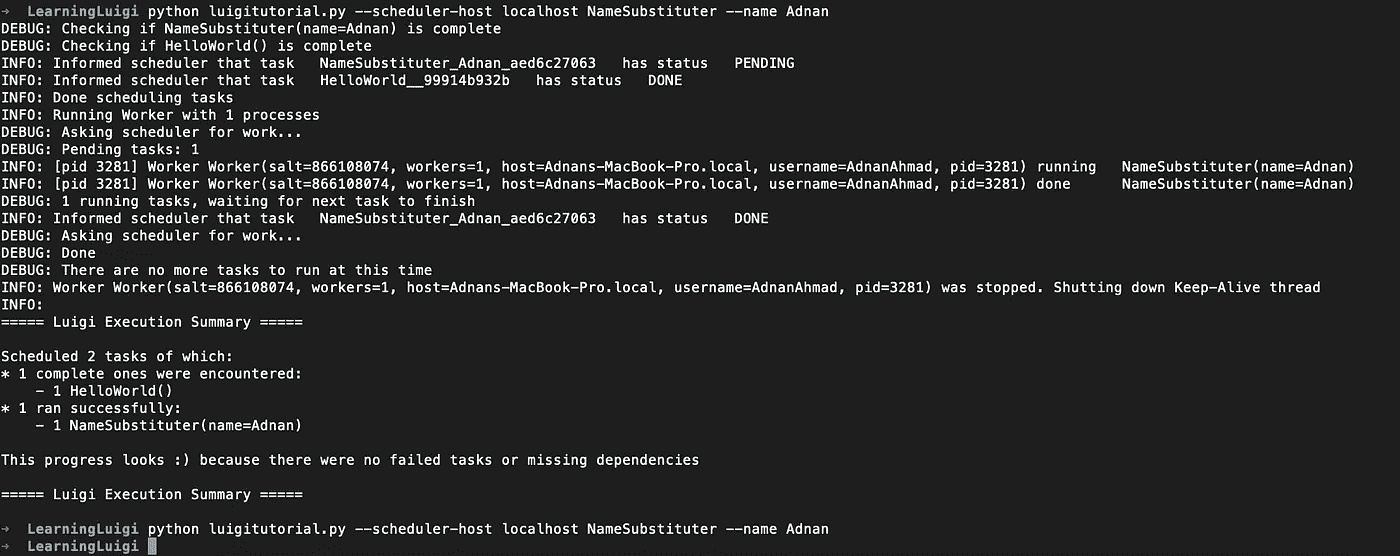 → LearningLuigi python luigitutorial.py --scheduler-host localhost NameSubstituter --name Adnan
DEBUG: Checking if NameSubstituter(name=Adnan) is complete
DEBUG: Checking if HelloWorld() is complete
INFO: Informed scheduler that task   NameSubstituter_Adnan_aed6c27063   has status   PENDING
INFO: Informed scheduler that task   HelloWorld__99914b932b   has status   DONE
INFO: Done scheduling tasks
INFO: Running Worker with 1 processes
DEBUG: Asking scheduler for work...
DEBUG: Pending tasks: 1
INFO: [pid 3281] Worker Worker(salt=866108074, workers=1, host=Adnans-MacBook-Pro.local, username=AdnanAhmad, pid=3281) running   NameSubstituter(name=Adnan)
INFO: [pid 3281] Worker Worker(salt=866108074, workers=1, host=Adnans-MacBook-Pro.local, username=AdnanAhmad, pid=3281) done      NameSubstituter(name=Adnan)
DEBUG: 1 running tasks, waiting for next task to finish
INFO: Informed scheduler that task   NameSubstituter_Adnan_aed6c27063   has status   DONE
DEBUG: Asking scheduler for work...
DEBUG: Done
DEBUG: There are no more tasks to run at this time
INFO: Worker Worker(salt=866108074, workers=1, host=Adnans-MacBook-Pro.local, username=AdnanAhmad, pid=3281) was stopped. Shutting down Keep-Alive thread
INFO:
===== Luigi Execution Summary =====

Scheduled 2 tasks of which:
* 1 complete ones were encountered:
    - 1 HelloWorld()
* 1 ran successfully:
    - 1 NameSubstituter(name=Adnan)

This progress looks :) because there were no failed tasks or missing dependencies

===== Luigi Execution Summary =====

→ LearningLuigi python luigitutorial.py --scheduler-host localhost NameSubstituter --name Adnan
→ LearningLuigi